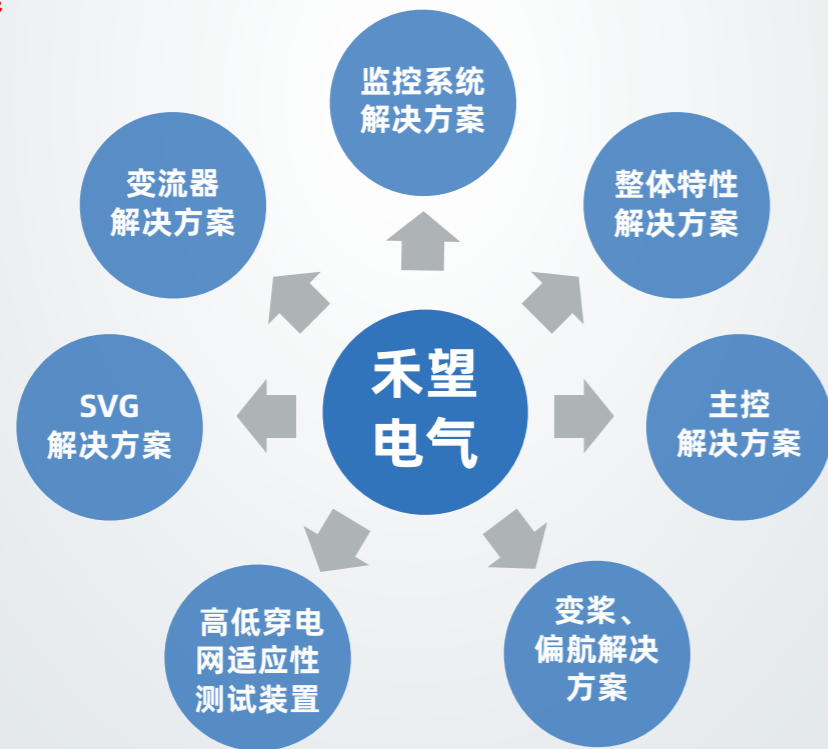 监控系统
解决方案
变流器
解决方案
整体特性
解决方案
禾望
电气
SVG
解决方案
主控
解决方案
高低穿电
网适应性
测试装置
变桨、
偏航解决
方案